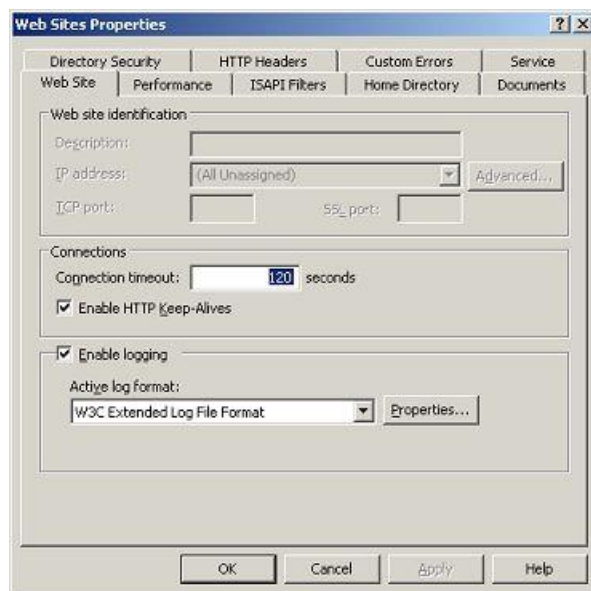 Web Sites Properties
Directory Security HTTP Headers Custom Errors Service
Web Site Performance ISAPI Filters Home Directory Documents
Web site identification
Description:
IP address: (All Unassigned) Advanced...
TCP port: SSL port:
Connections
Connection timeout: 120 seconds
Enable HTTP Keep-Alives
Enable logging
Active log format:
W3C Extended Log File Format Properties...
OK Cancel Apply Help